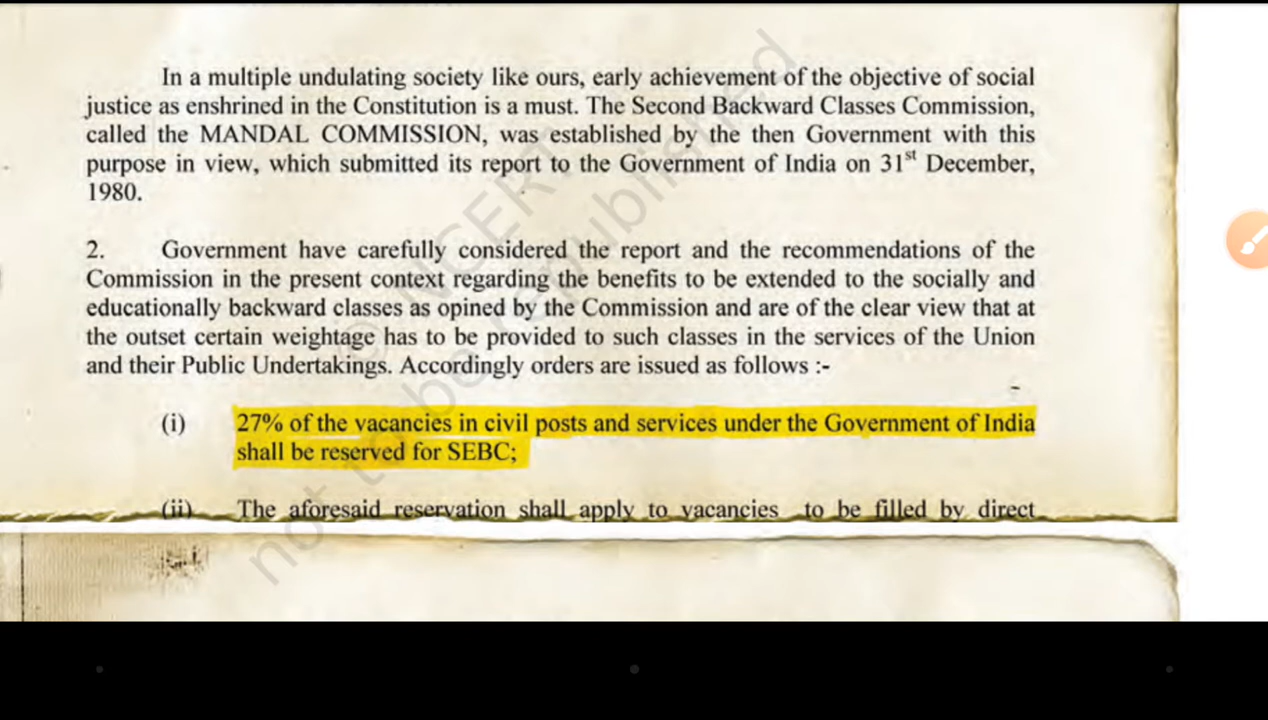 In a multiple undulating society like ours, early achievement of the objective of social
justice as enshrined in the Constitution is a must. The Second Backward Classes Commission,
called the MANDAL COMMISSION, was established by the then Government with this
purpose in view, which submitted its report to the Government of India on 31st December,
1980.
2. Government have carefully considered the report and the recommendations of the
Commission in the present context regarding the benefits to be extended to the socially and
educationally backward classes as opined by the Commission and are of the clear view that at
the outset certain weightage has to be provided to such classes in the services of the Union
and their Public Undertakings. Accordingly orders are issued as follows :-
(i) 27% of the vacancies in civil posts and services under the Government of India
shall be reserved for SEBC;
(ii) The aforesaid reservation shall apply to vacancies to be filled by direct
© NCERT
not to be republished